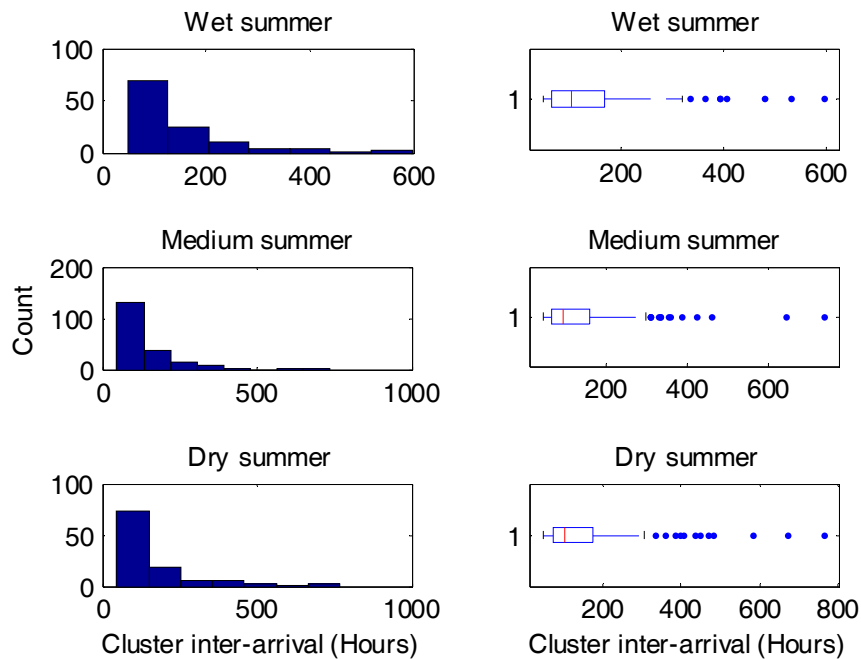 Wet summer
100
50
0
0 200 400 600
Wet summer
1
200 400 600
Medium summer
200
100
0
0 500 1000
Count
Medium summer
1
200 400 600
Dry summer
100
50
0
0 500 1000
Cluster inter-arrival (Hours)
Dry summer
1
200 400 600 800
Cluster inter-arrival (Hours)